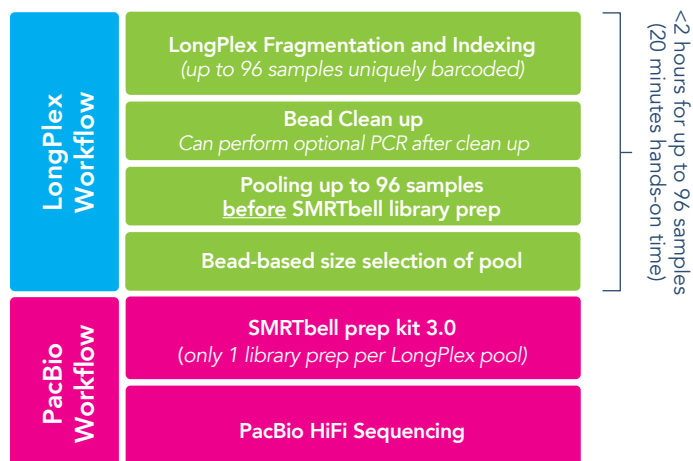 LongPlex
Workflow
LongPlex Fragmentation and Indexing
(up to 96 samples uniquely barcoded)
Bead Clean up
Can perform optional PCR after clean up
Pooling up to 96 samples
before SMRTbell library prep
Bead-based size selection of pool
<2 hours for up to 96 samples
(20 minutes hands-on time)
PacBio
Workflow
SMRTbell prep kit 3.0
(only 1 library prep per LongPlex pool)
PacBio HiFi Sequencing